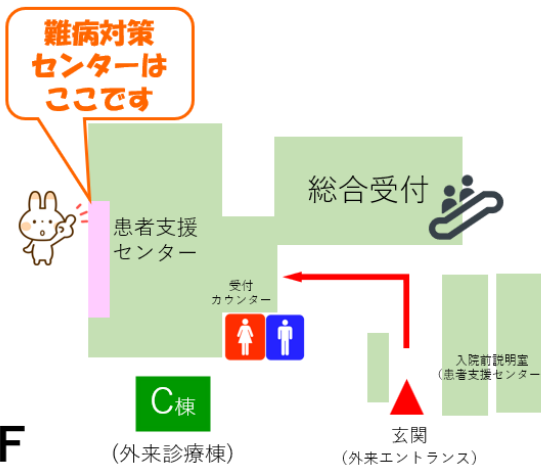 難病対策
センターは
ここです
総合受付
患者支援
センター
受付
カウンター
入院前説明室
(患者支援センター
C棟
玄関
F
(外来診療棟)
(外来エントランス)